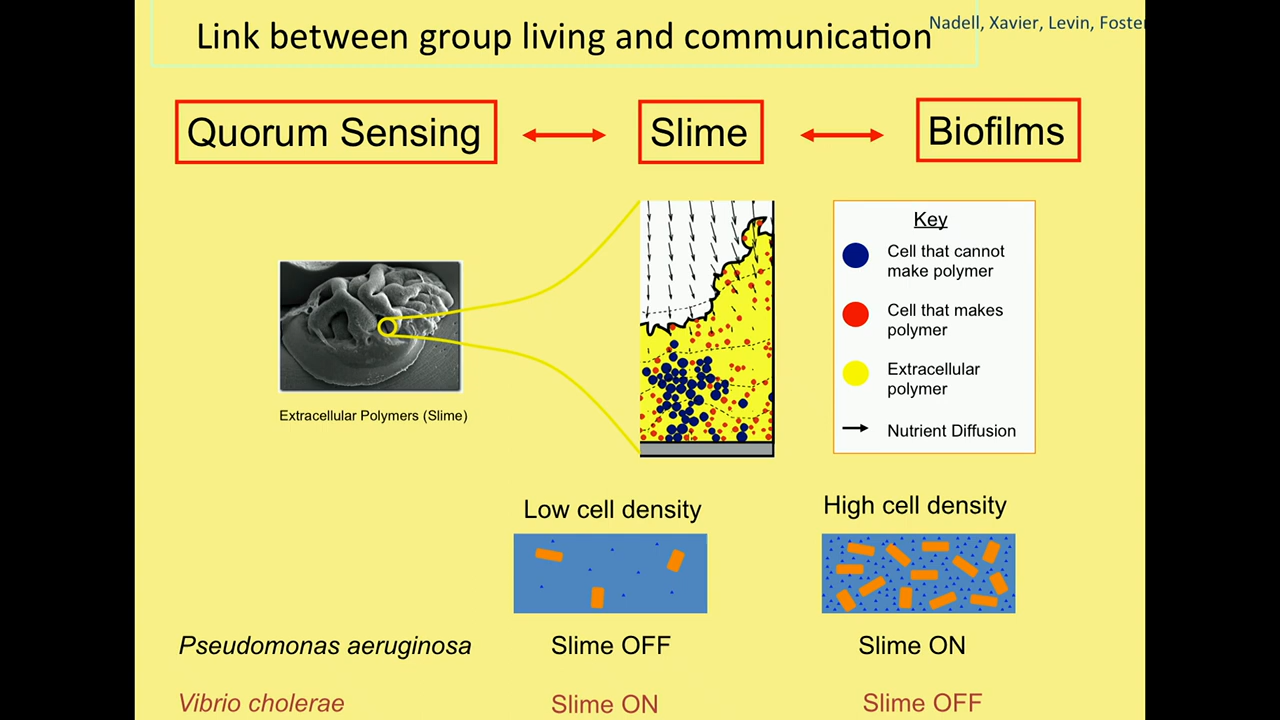 Link between group living and communication
Nadell, Xavier, Levin, Foster
Quorum Sensing
Slime
Biofilms
Key
Cell that cannot
make polymer
Cell that makes
polymer
Extracellular
polymer
Nutrient Diffusion
Extracellular Polymers (Slime)
Low cell density
High cell density
Pseudomonas aeruginosa
Slime OFF
Slime ON
Vibrio cholerae
Slime ON
Slime OFF